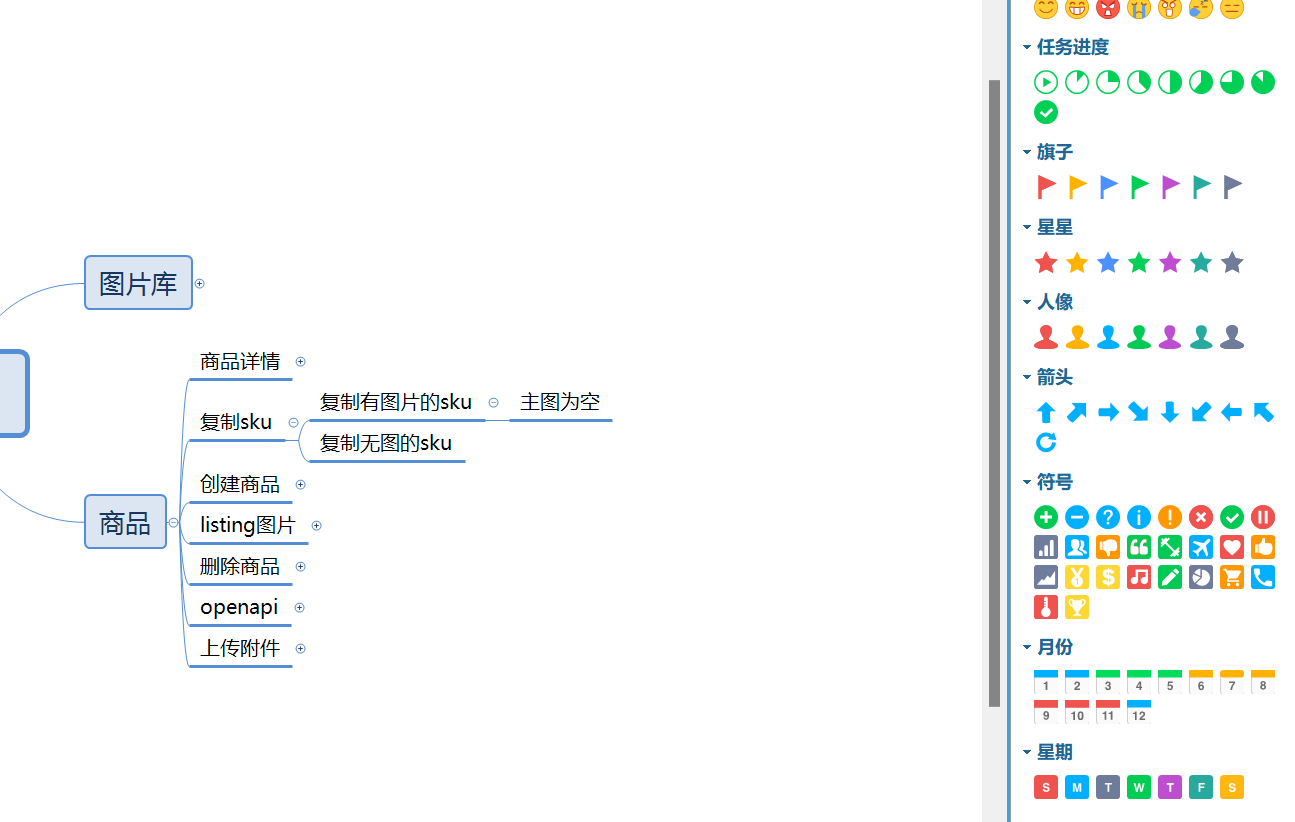 图片库
商品详情
复制有图片的sku
主图为空
复制sku
复制无图的sku
创建商品
商品
listing图片
删除商品
openapi
上传附件
任务进度
旗子
星星
人像
箭头
符号
月份
1 2 3 4 5 6 7 8
9 10 11 12
星期
S M T W T F S